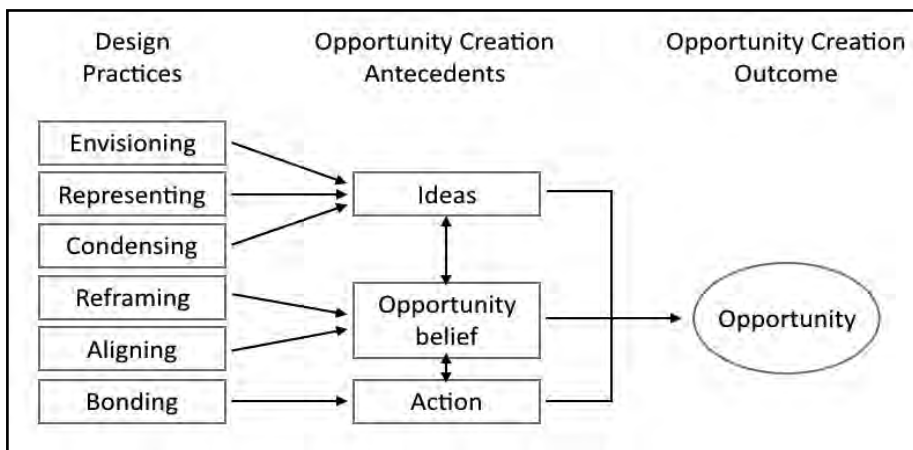 Design
Practices
Opportunity Creation
Antecedents
Opportunity Creation
Outcome
Envisioning
Representing
Condensing
Reframing
Aligning
Bonding
Ideas
Opportunity
belief
Action
Opportunity